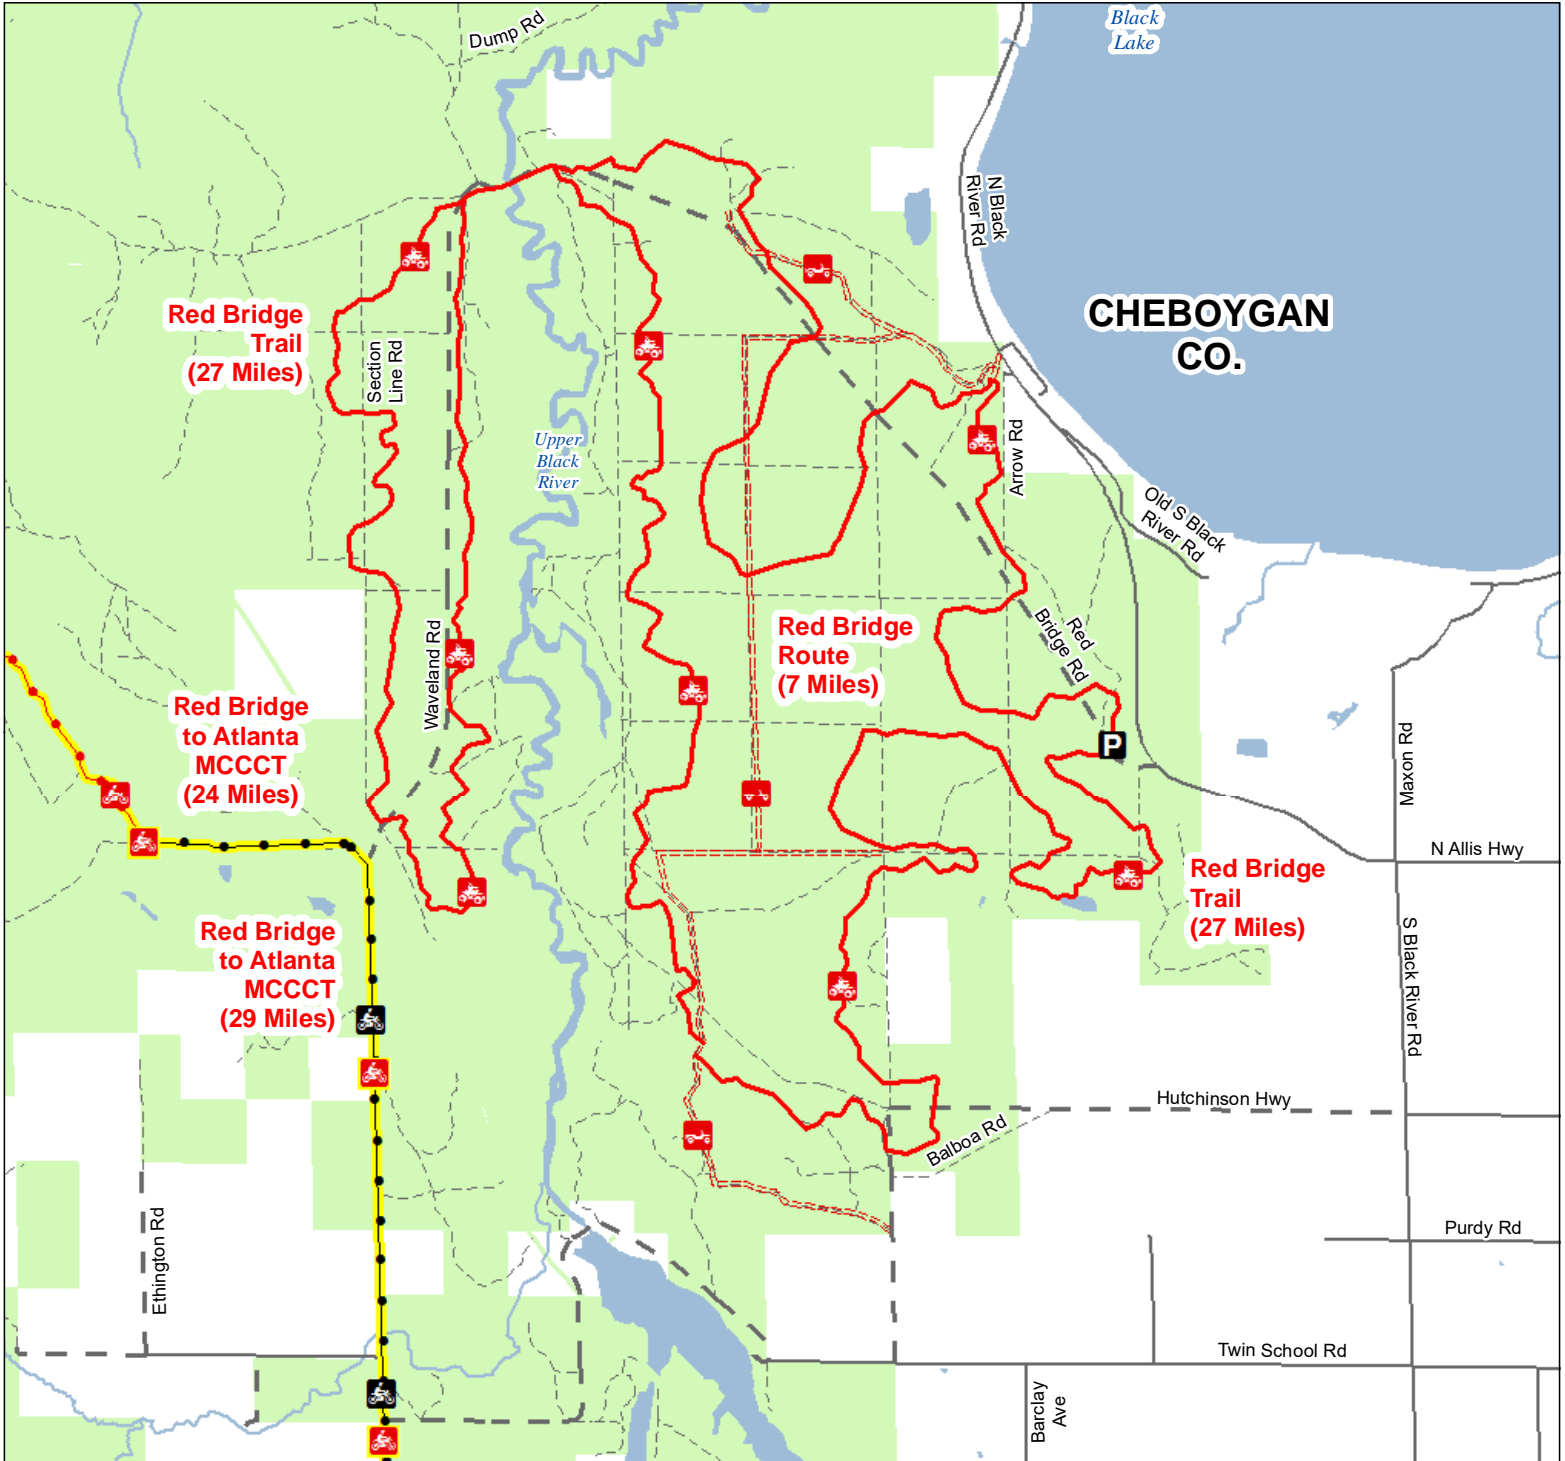 Dump Rd
Black
Lake
N Black
River Rd
CHEBOYGAN
CO.
Red Bridge
Trail
(27 Miles)
Section
Line Rd
Upper
Black
River
Arrow Rd
Old S Black
River Rd
Red
Bridge Rd
Waveland Rd
Red Bridge
Route
(7 Miles)
Red Bridge
to Atlanta
MCCCT
(24 Miles)
P
Maxon Rd
N Allis Hwy
Red Bridge
Trail
(27 Miles)
Red Bridge
to Atlanta
MCCCT
(29 Miles)
S Black River Rd
Hutchinson Hwy
Balboa Rd
Ethington Rd
Purdy Rd
Twin School Rd
Barclay
Ave